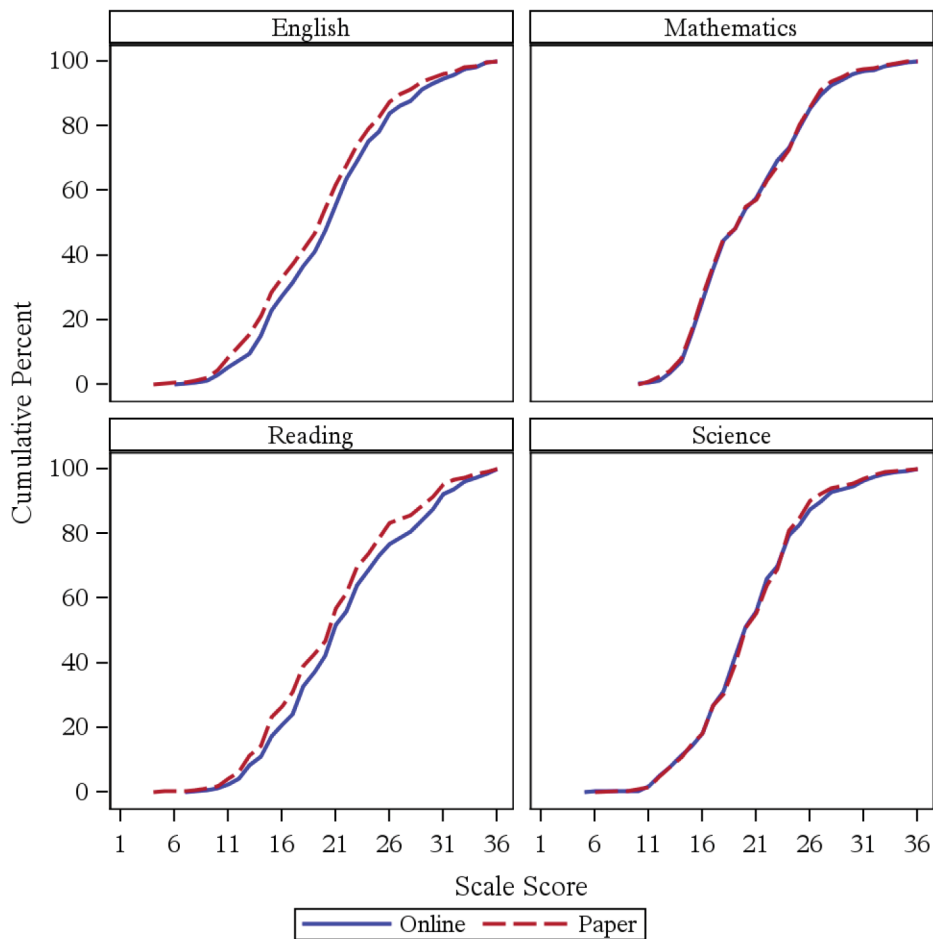 English
Mathematics
100
80
60
40
20
0
Reading
Science
100
80
60
40
20
0
1 6 11 16 21 26 31 36
1 6 11 16 21 26 31 36
Cumulative Percent
Scale Score
Online Paper